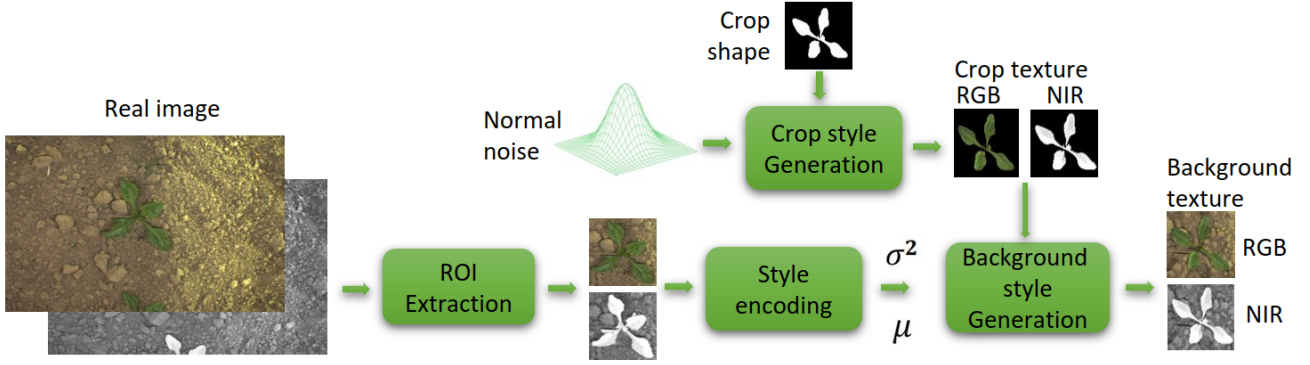 Crop
shape
Real image
Normal
noise
Crop style
Generation
Crop texture
RGB NIR
ROI
Extraction
Style
encoding
σ²
μ
Background
style
Generation
Background
texture
RGB
NIR